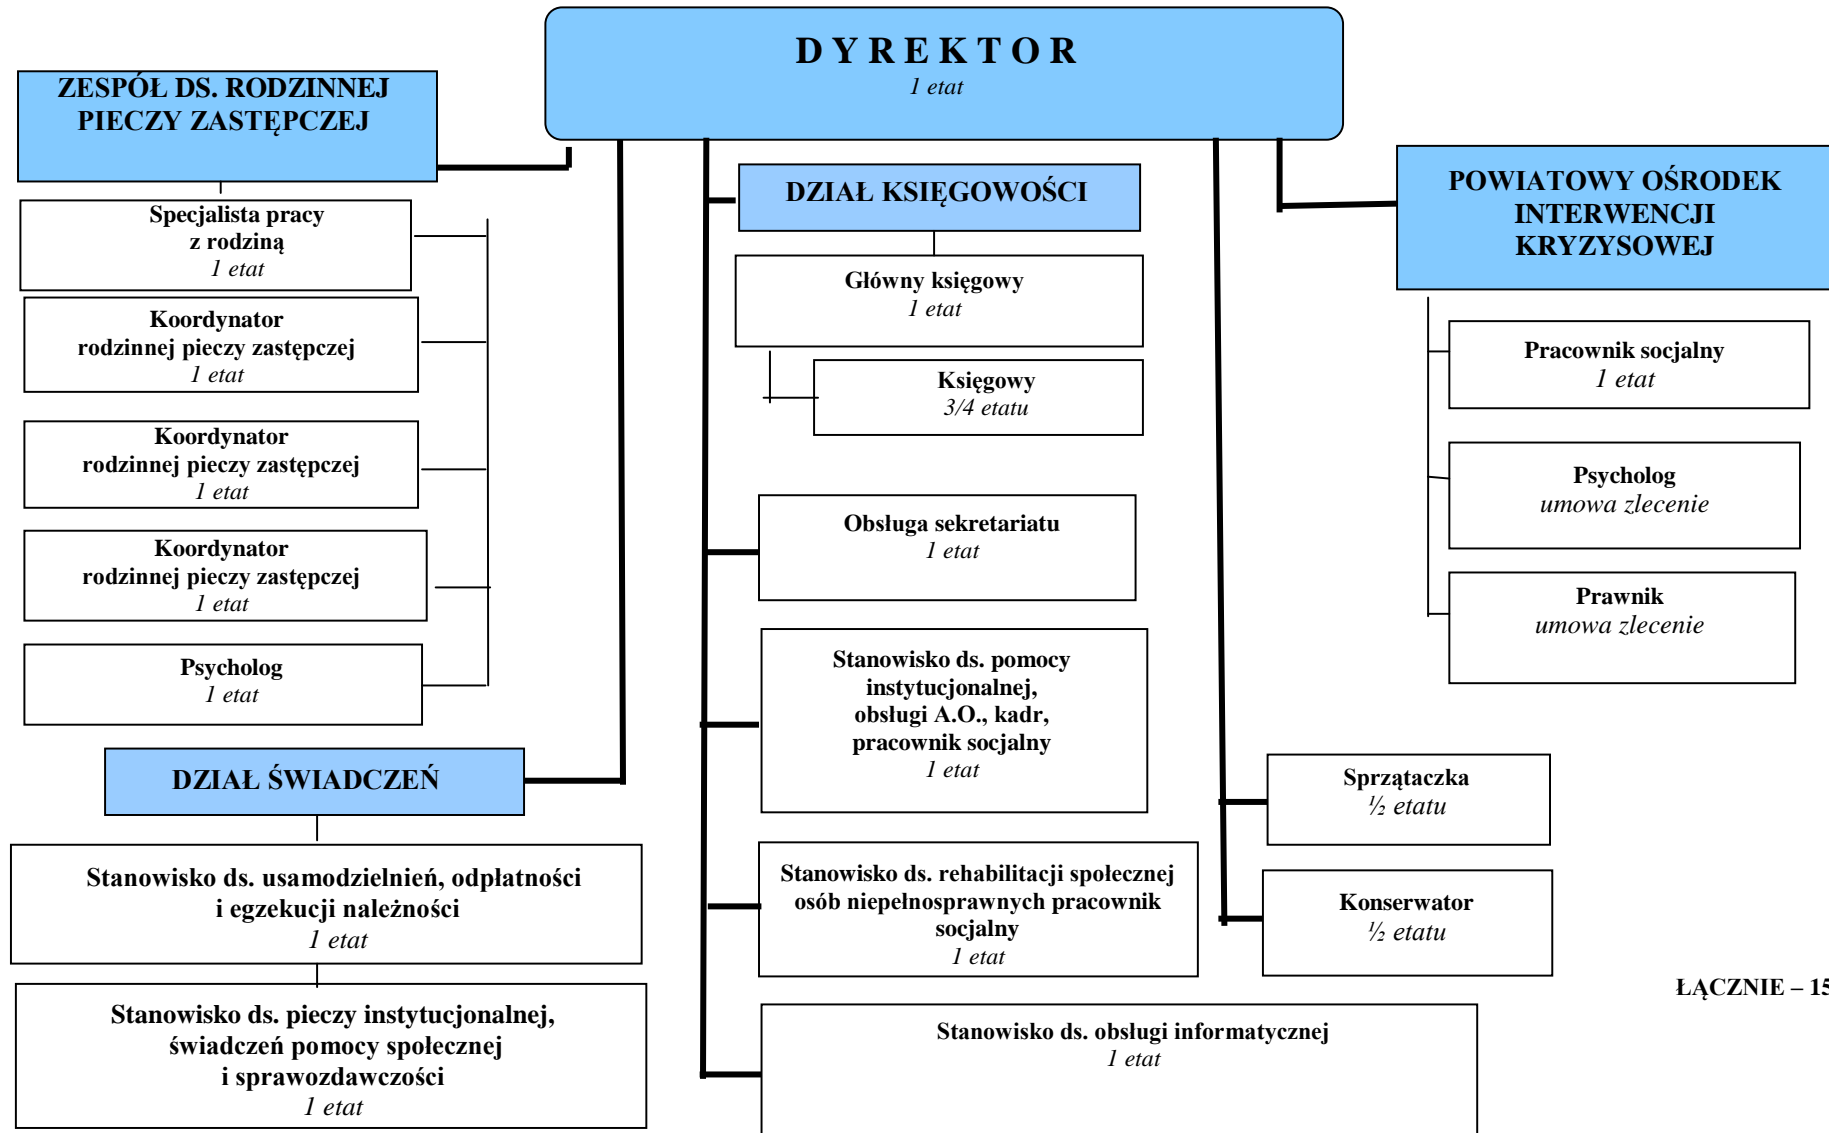 D Y R E K T O R
1 etat
ZESPÓŁ DS. RODZINNEJ
PIECZY ZASTĘPCZEJ
Specjalista pracy
z rodziną
1 etat
Koordynator
rodzinnej pieczy zastępczej
1 etat
Koordynator
rodzinnej pieczy zastępczej
1 etat
Koordynator
rodzinnej pieczy zastępczej
1 etat
Psycholog
1 etat
DZIAŁ ŚWIADCZEŃ
Stanowisko ds. usamodzielnień, odpłatności
i egzekucji należności
1 etat
Stanowisko ds. pieczy instytucjonalnej,
świadczeń pomocy społecznej
i sprawozdawczości
1 etat
DZIAŁ KSIĘGOWOŚCI
Główny księgowy
1 etat
Księgowy
3/4 etatu
Obsługa sekretariatu
1 etat
Stanowisko ds. pomocy
instytucjonalnej,
obsługi A.O., kadr,
pracownik socjalny
1 etat
Stanowisko ds. rehabilitacji społecznej
osób niepełnosprawnych pracownik
socjalny
1 etat
Stanowisko ds. obsługi informatycznej
1 etat
POWIATOWY OŚRODEK
INTERWENCJI
KRYZYSOWEJ
Pracownik socjalny
1 etat
Psycholog
umowa zlecenie
Prawnik
umowa zlecenie
Sprzątaczka
½ etatu
Konserwator
½ etatu
ŁĄCZNIE – 15